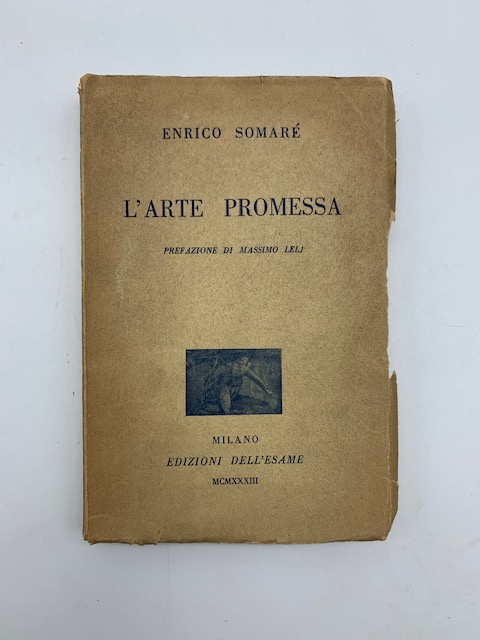 ENRICO SOMARÉ
L'ARTE PROMESSA
PREFAZIONE DI MASSIMO LELJ
MILANO
EDIZIONI DELL'ESAME
MCMXXXIII